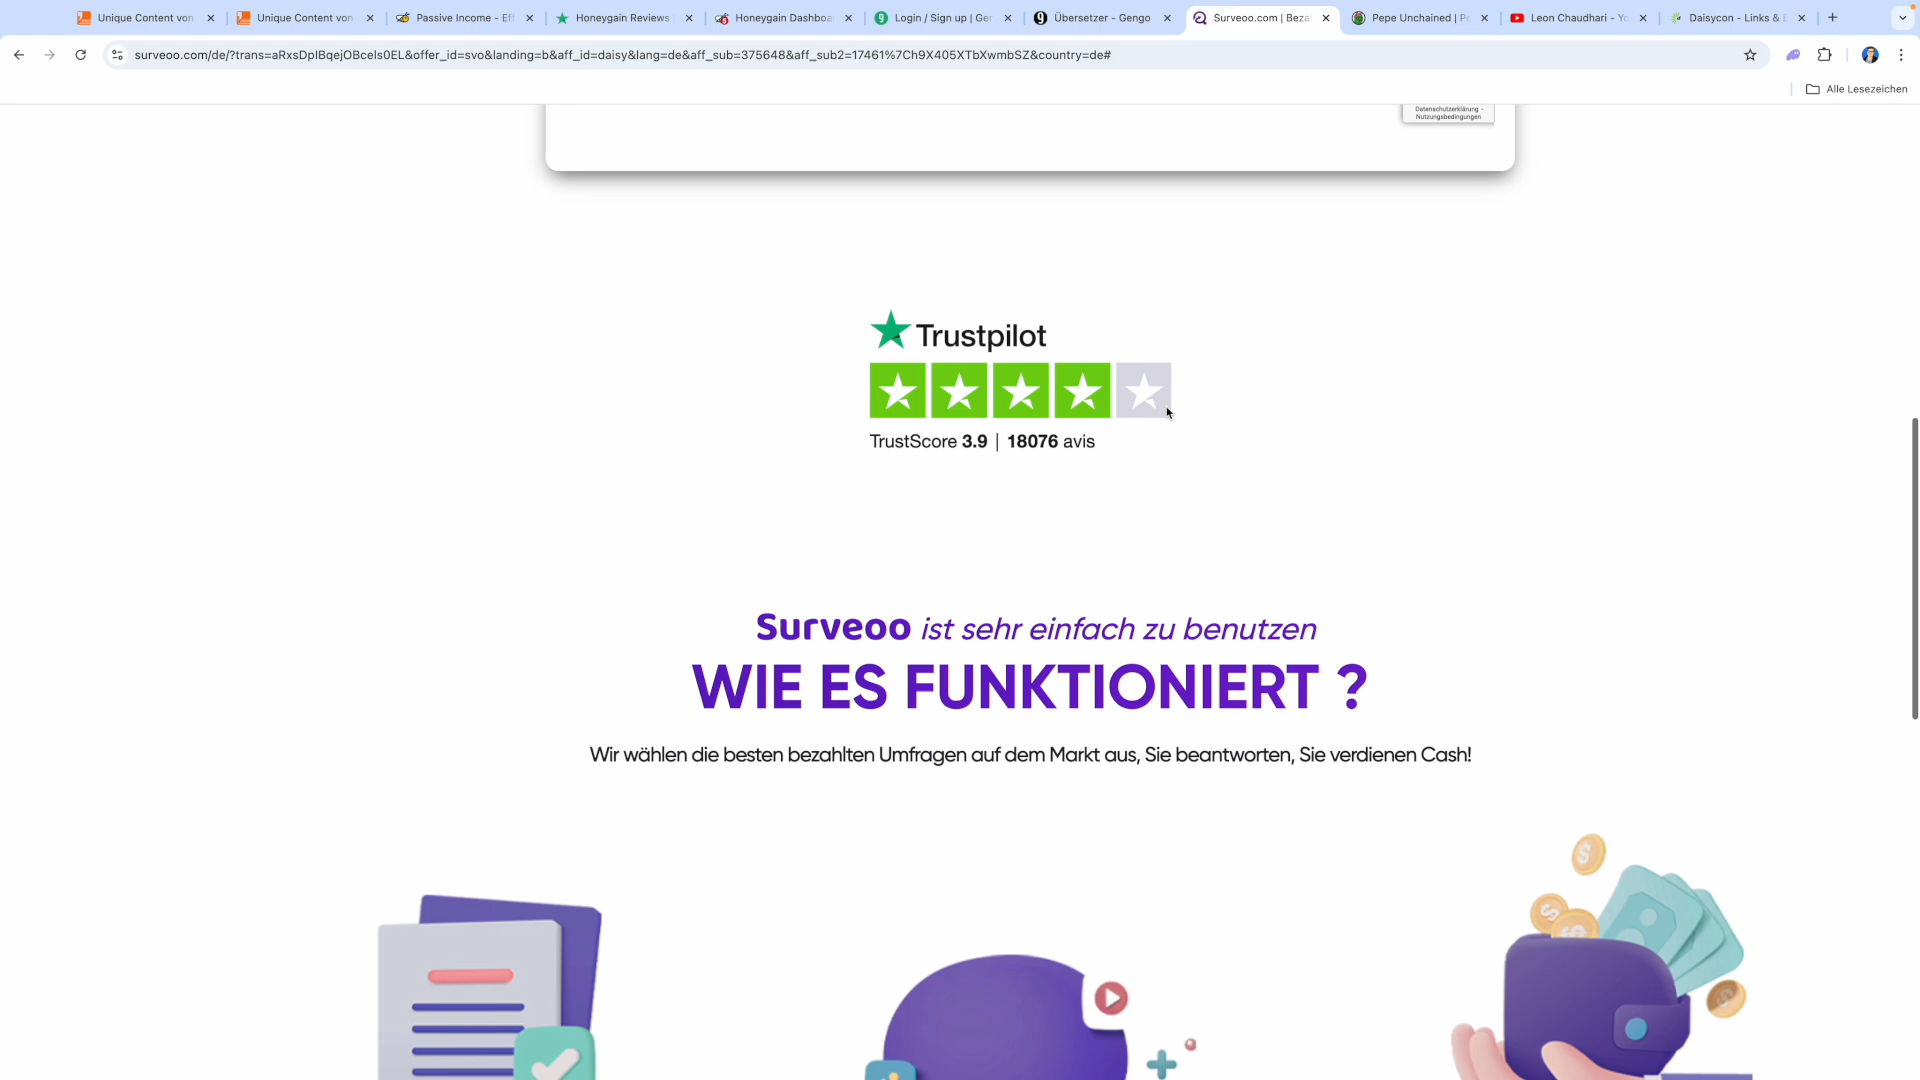 Unique Content von
Unique Content von
Passive Income - Eff
Honeygain Reviews
Honeygain Dashboa
Login / Sign up | Ger
Übersetzer - Gengo
Surveoo.com | Beza
Pepe Unchained | P
Leon Chaudhari - Yo
Daisycon - Links &
surveoo.com/de/?trans=aRxsDpIBqejOBcels0EL&offer_id=svo&landing=b&aff_id=daisy&lang=de&aff_sub=375648&aff_sub2=17461%7Ch9X405XTbXwmbSZ&country=de#
Alle Lesezeichen
Datenschutzerklärung -
Nutzungsbedingungen
Trustpilot
TrustScore 3.9 | 18076 avis
Surveoo ist sehr einfach zu benutzen
WIE ES FUNKTIONIERT ?
Wir wählen die besten bezahlten Umfragen auf dem Markt aus, Sie beantworten, Sie verdienen Cash!